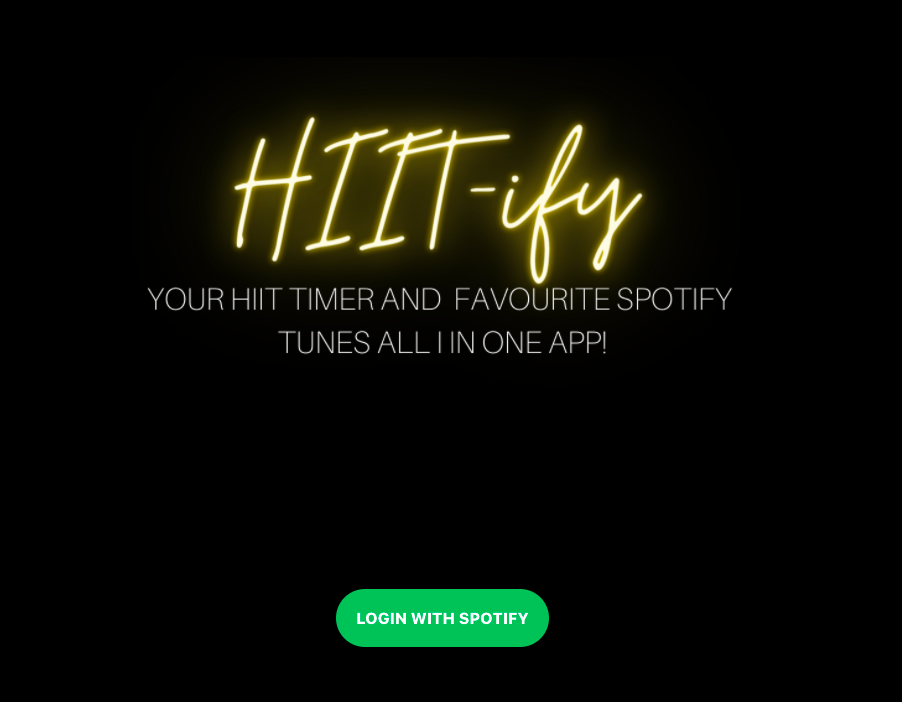 HIIT-ify
YOUR HIIT TIMER AND FAVOURITE SPOTIFY
TUNES ALL I IN ONE APP!
LOGIN WITH SPOTIFY